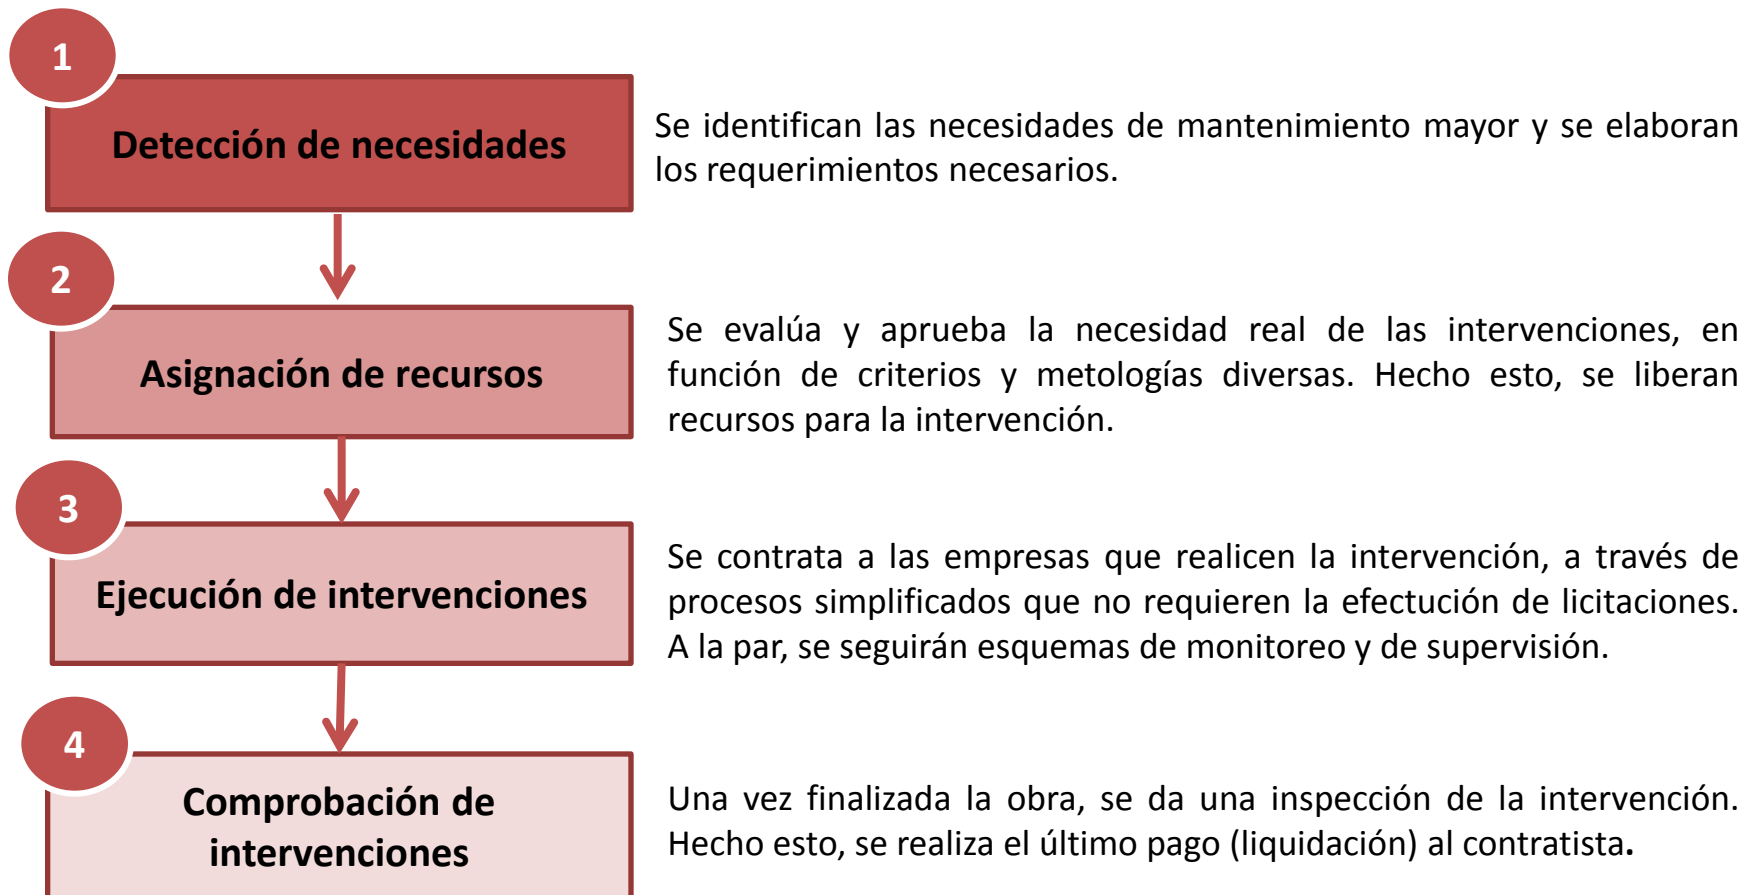 1
Detección de necesidades
Se identifican las necesidades de mantenimiento mayor y se elaboran
los requerimientos necesarios.
2
Asignación de recursos
Se evalúa y aprueba la necesidad real de las intervenciones, en
función de criterios y metologías diversas. Hecho esto, se liberan
recursos para la intervención.
3
Ejecución de intervenciones
Se contrata a las empresas que realicen la intervención, a través de
procesos simplificados que no requieren la efectución de licitaciones.
A la par, se seguirán esquemas de monitoreo y de supervisión.
4
Comprobación de
intervenciones
Una vez finalizada la obra, se da una inspección de la intervención.
Hecho esto, se realiza el último pago (liquidación) al contratista.